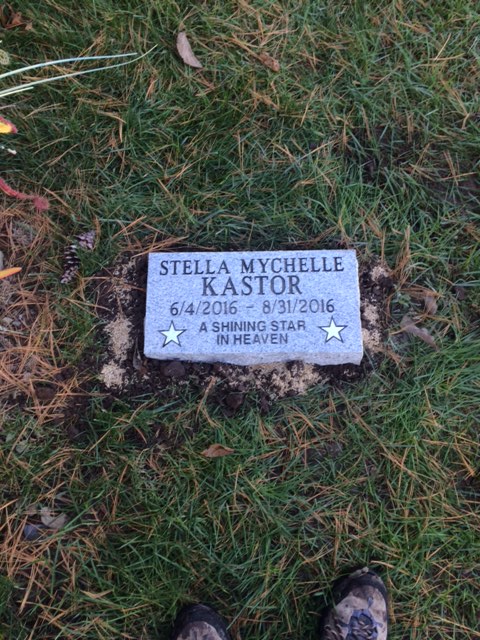 STELLA MYCHELLE
KASTOR
6/4/2016 - 8/31/2016
A SHINING STAR
IN HEAVEN